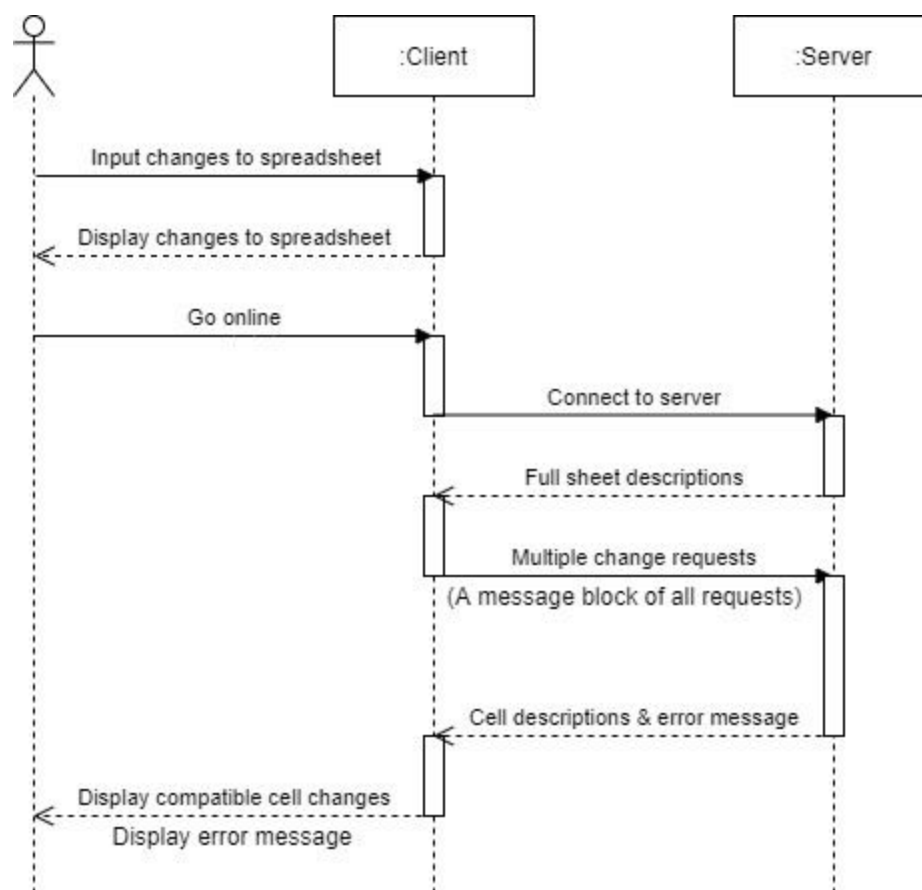 :Client
:Server
Input changes to spreadsheet
Display changes to spreadsheet
Go online
Connect to server
Full sheet descriptions
Multiple change requests
(A message block of all requests)
Cell descriptions & error message
Display compatible cell changes
Display error message